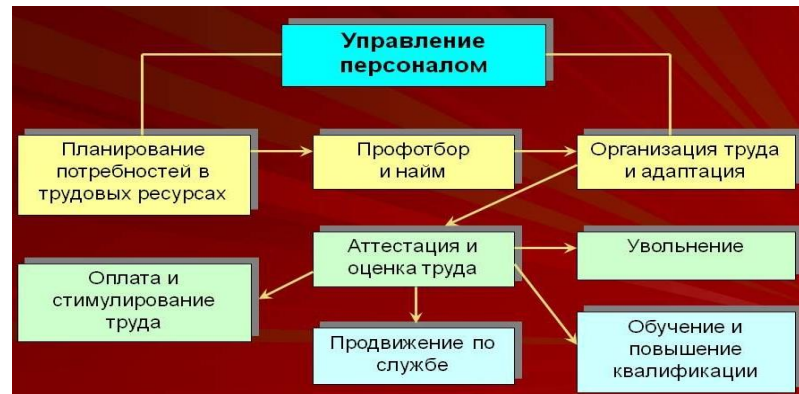 Управление
персоналом
Планирование
потребностей в
трудовых ресурсах
Профотбор
и найм
Организация труда
и адаптация
Аттестация и
оценка труда
Увольнение
Оплата и
стимулирование
труда
Продвижение по
службе
Обучение и
повышение
квалификации